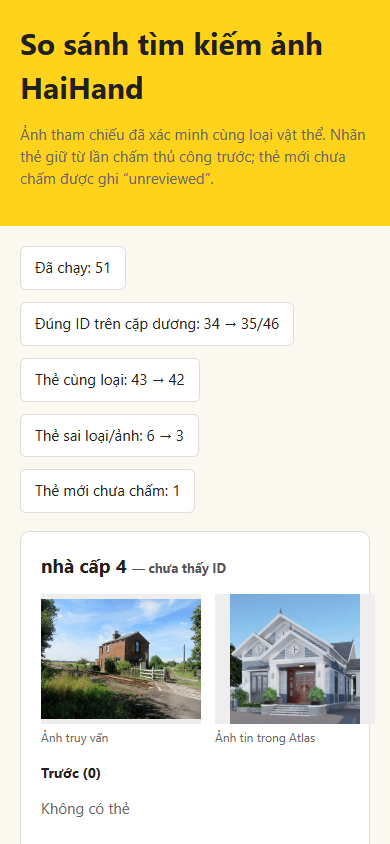 So sánh tìm kiếm ảnh
HaiHand
Ảnh tham chiếu đã xác minh cùng loại vật thể. Nhãn
thẻ giữ từ lần chấm thủ công trước; thẻ mới chưa
chấm được ghi “unreviewed”.
Đã chạy: 51
Đúng ID trên cặp dương: 34 → 35/46
Thẻ cùng loại: 43 → 42
Thẻ sai loại/ảnh: 6 → 3
Thẻ mới chưa chấm: 1
nhà cấp 4 — chưa thấy ID
Ảnh truy vấn
Ảnh tin trong Atlas
Trước (0)
Không có thẻ